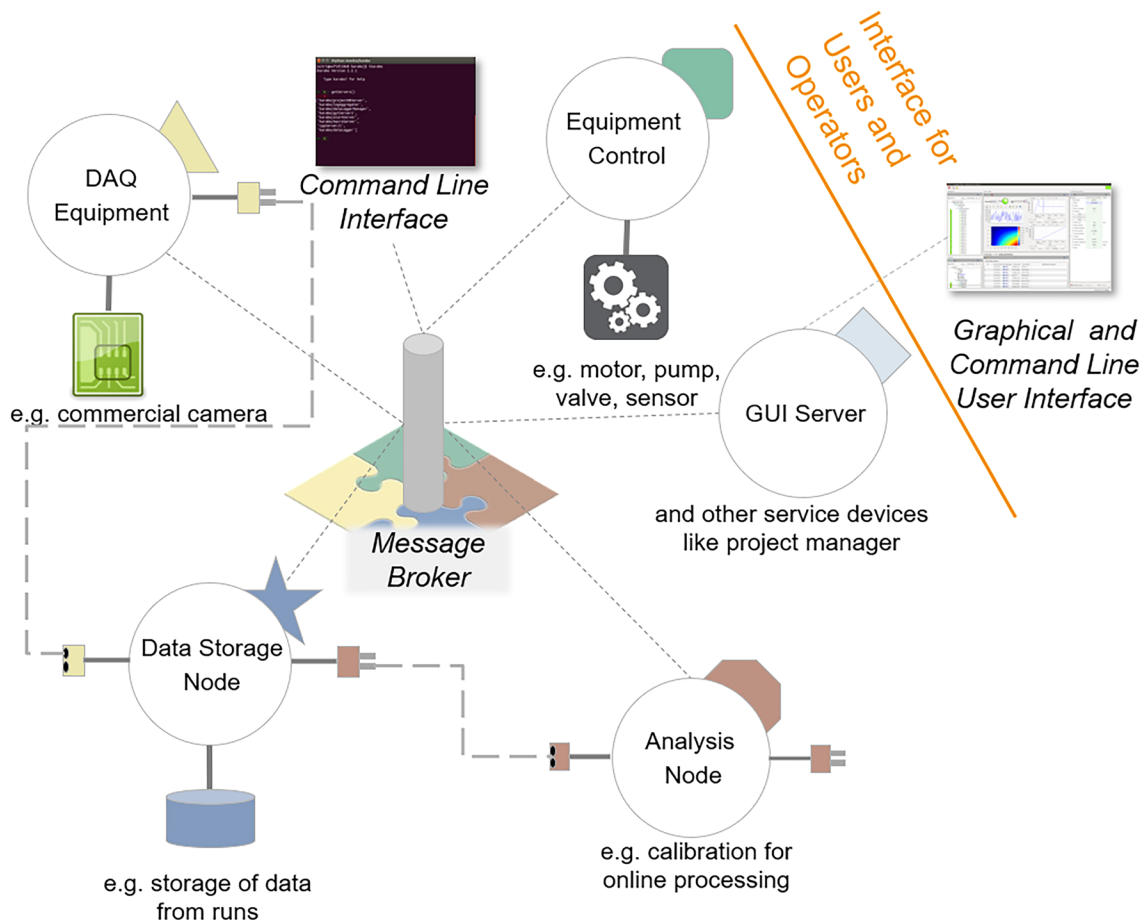 Interface for
Users and
Operators
DAQ
Equipment
Command Line
Interface
Equipment
Control
e.g. commercial camera
e.g. motor, pump,
valve, sensor
GUI Server
Graphical and
Command Line
User Interface
and other service devices
like project manager
Message
Broker
Data Storage
Node
Analysis
Node
e.g. storage of data
from runs
e.g. calibration for
online processing